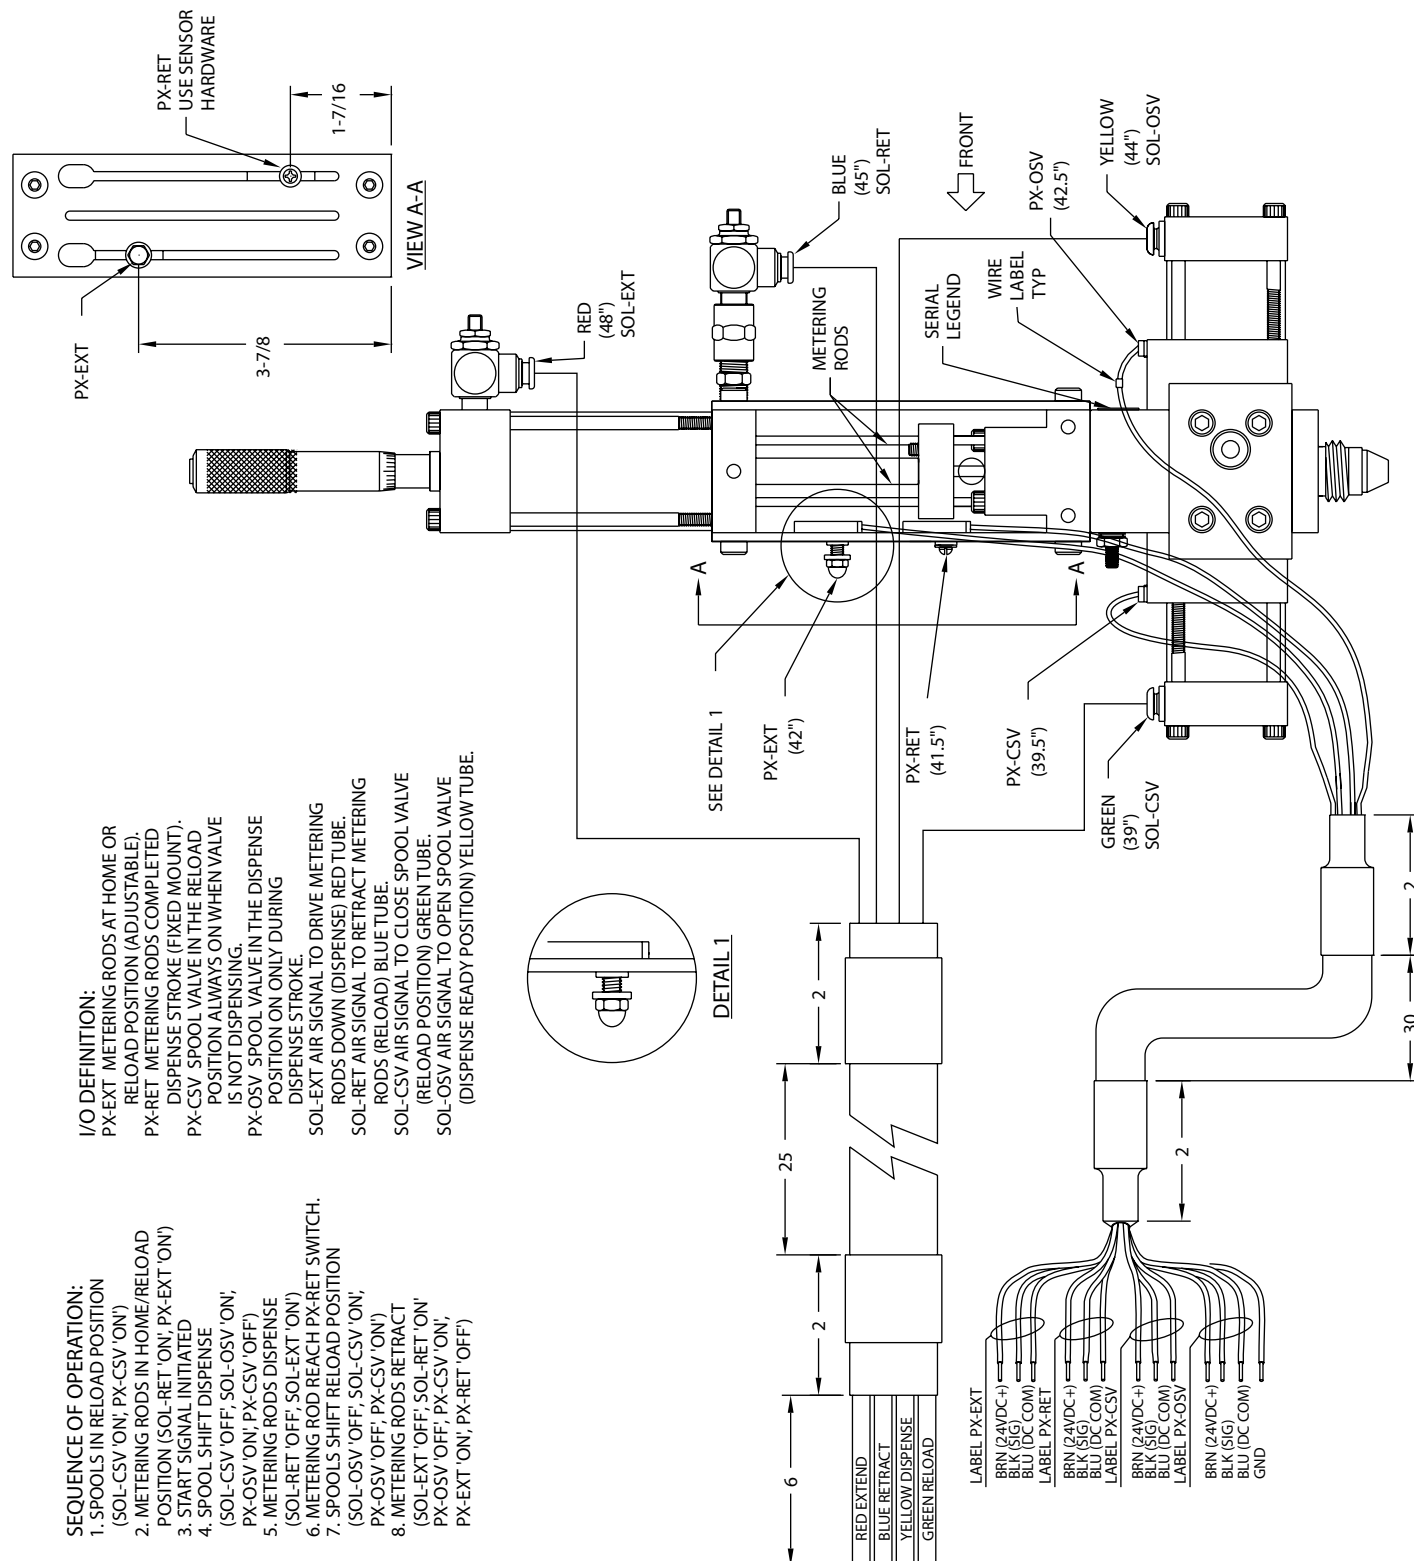 SEQUENCE OF OPERATION:
1. SPOOLS IN RELOAD POSITION
(SOL-CSV 'ON', PX-CSV 'ON')
2. METERING RODS IN HOME/RELOAD
POSITION (SOL-RET 'ON', PX-EXT 'ON')
3. START SIGNAL INITIATED
4. SPOOL SHIFT DISPENSE
(SOL-CSV 'OFF', SOL-OSV 'ON',
PX-OSV 'ON', PX-CSV 'OFF')
5. METERING RODS DISPENSE
(SOL-RET 'OFF', SOL-EXT 'ON')
6. METERING ROD REACH PX-RET SWITCH.
7. SPOOLS SHIFT RELOAD POSITION
(SOL-OSV 'OFF', SOL-CSV 'ON',
PX-OSV 'OFF', PX-CSV 'ON')
8. METERING RODS RETRACT
(SOL-EXT 'OFF', SOL-RET 'ON'
PX-OSV 'OFF', PX-CSV 'ON',
PX-EXT 'ON', PX-RET 'OFF')
I/O DEFINITION:
PX-EXT METERING RODS AT HOME OR
RELOAD POSITION (ADJUSTABLE).
PX-RET METERING RODS COMPLETED
DISPENSE STROKE (FIXED MOUNT).
PX-CSV SPOOL VALVE IN THE RELOAD
POSITION ALWAYS ON WHEN VALVE
IS NOT DISPENSING.
PX-OSV SPOOL VALVE IN THE DISPENSE
POSITION ON ONLY DURING
DISPENSE STROKE.
SOL-EXT AIR SIGNAL TO DRIVE METERING
RODS DOWN (DISPENSE) RED TUBE.
SOL-RET AIR SIGNAL TO RETRACT METERING
RODS (RELOAD) BLUE TUBE.
SOL-CSV AIR SIGNAL TO CLOSE SPOOL VALVE
(RELOAD POSITION) GREEN TUBE.
SOL-OSV AIR SIGNAL TO OPEN SPOOL VALVE
(DISPENSE READY POSITION) YELLOW TUBE.
PX-EXT
3-7/8
PX-RET
USE SENSOR
HARDWARE
1-7/16
VIEW A-A
RED
(48")
SOL-EXT
BLUE
(45")
SOL-RET
METERING
RODS
FRONT
SERIAL
LEGEND
WIRE
LABEL
TYP
PX-OSV
(42.5")
YELLOW
(44")
SOL-OSV
A
A
SEE DETAIL 1
PX-EXT
(42")
PX-RET
(41.5")
PX-CSV
(39.5")
GREEN
(39")
SOL-CSV
DETAIL 1
2
25
2
6
RED EXTEND
BLUE RETRACT
YELLOW DISPENSE
GREEN RELOAD
2
30
2
LABEL PX-EXT
BRN (24VDC+)
BLK (SIG)
BLU (DC COM)
LABEL PX-RET
BRN (24VDC+)
BLK (SIG)
BLU (DC COM)
LABEL PX-CSV
BRN (24VDC+)
BLK (SIG)
BLU (DC COM)
LABEL PX-OSV
BRN (24VDC+)
BLK (SIG)
BLU (DC COM)
GND